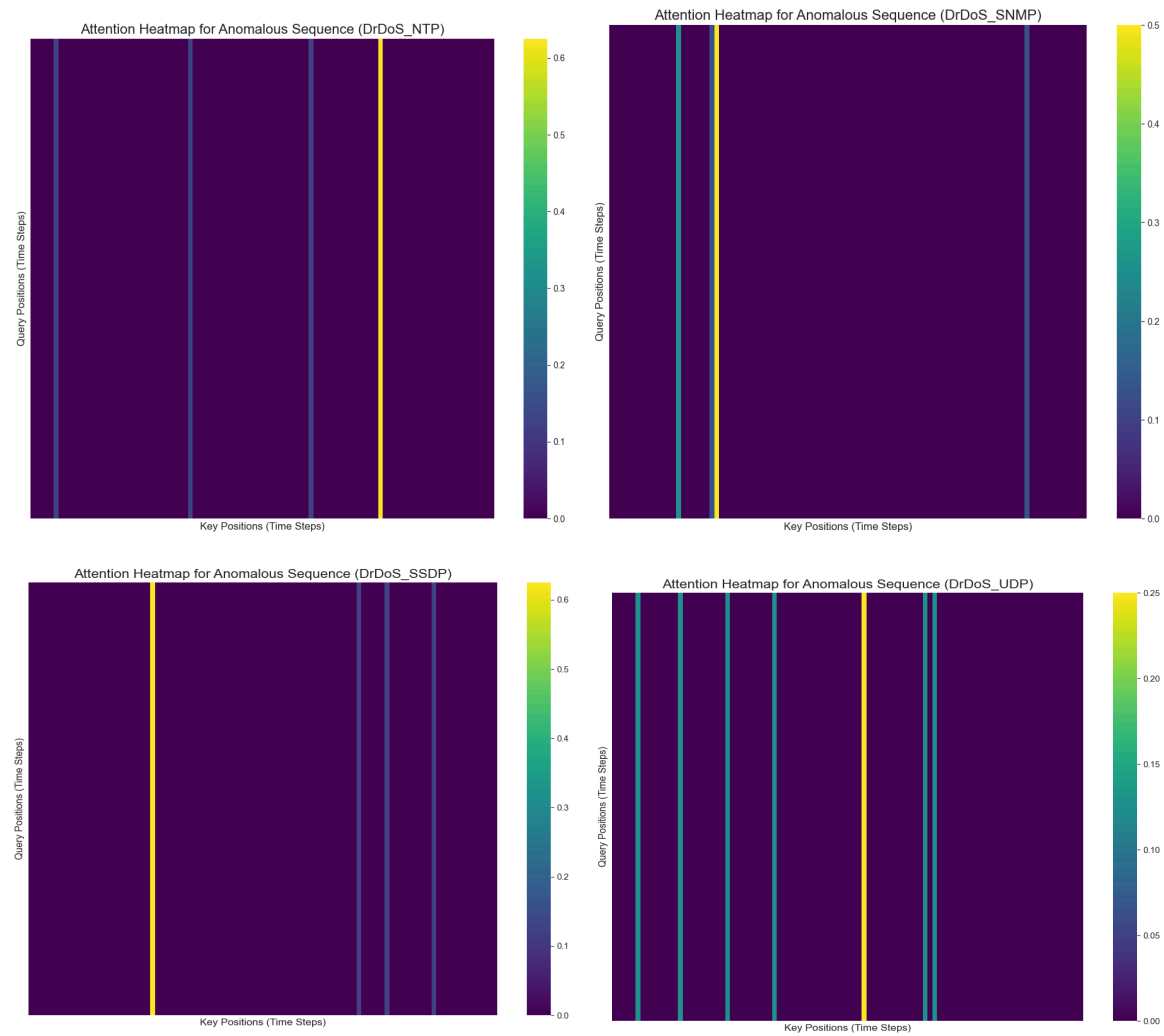 Attention Heatmap for Anomalous Sequence (DrDoS_NTP)
Query Positions (Time Steps)
Key Positions (Time Steps)
0.6
0.5
0.4
0.3
0.2
0.1
0.0
Attention Heatmap for Anomalous Sequence (DrDoS_SNMP)
Query Positions (Time Steps)
Key Positions (Time Steps)
0.5
0.4
0.3
0.2
0.1
0.0
Attention Heatmap for Anomalous Sequence (DrDoS_SSDP)
Query Positions (Time Steps)
Key Positions (Time Steps)
0.6
0.5
0.4
0.3
0.2
0.1
0.0
Attention Heatmap for Anomalous Sequence (DrDoS_UDP)
Query Positions (Time Steps)
Key Positions (Time Steps)
0.25
0.20
0.15
0.10
0.05
0.00